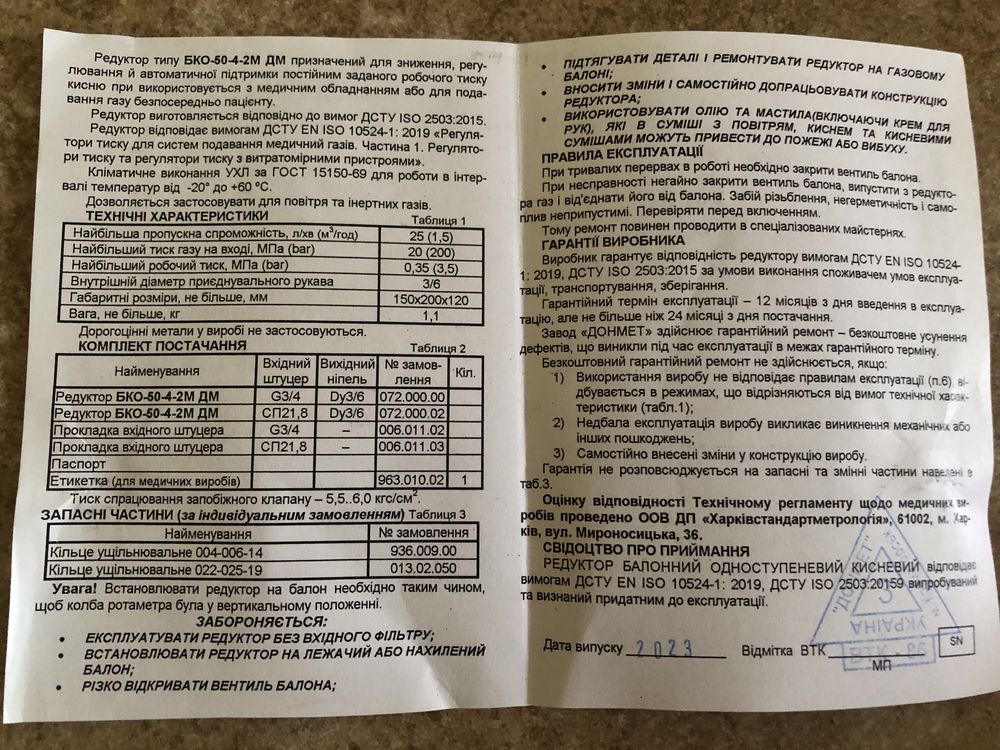 Редуктор типу БКО-50-4-2М ДМ призначений для зниження, регу-
лювання й автоматичної підтримки постійним заданого робочого тиску
кисню при використовується з медичним обладнанням або для пода-
вання газу безпосередньо пацієнту.
Редуктор виготовляється відповідно до вимог ДСТУ ISO 2503:2015.
Редуктор відповідає вимогам ДСТУ EN ISO 10524-1: 2019 «Регуля-
тори тиску для систем подавання медичний газів. Частина 1. Регулято-
ри тиску та регулятори тиску з витратомірними пристроями».
Кліматичне виконання УХЛ за ГОСТ 15150-69 для роботи в інтер-
валі температур від -20° до +60 ºС.
Дозволяється застосовувати для повітря та інертних газів.
ТЕХНІЧНІ ХАРАКТЕРИСТИКИ Таблиця 1
Найбільша пропускна спроможність, л/хв (м³/год) 25 (1,5)
Найбільший тиск газу на вході, МПа (bar) 20 (200)
Найбільший робочий тиск, МПа (bar) 0,35 (3,5)
Внутрішній діаметр приєднувального рукава 3/6
Габаритні розміри, не більше, мм 150х200х120
Вага, не більше, кг 1,1
Дорогоцінні метали у виробі не застосовуються.
КОМПЛЕКТ ПОСТАЧАННЯ Таблиця 2
Найменування Вхідний штуцер Вихідний ніпель № замов-лення Кіл.
Редуктор БКО-50-4-2М ДМ G3/4 Dy3/6 072.000.00
Редуктор БКО-50-4-2М ДМ СП21,8 Dy3/6 072.000.02
Прокладка вхідного штуцера G3/4 – 006.011.02
Прокладка вхідного штуцера СП21,8 – 006.011.03
Паспорт
Етикетка (для медичних виробів) 963.010.02 1
Тиск спрацювання запобіжного клапану – 5,5..6,0 кгс/см².
ЗАПАСНІ ЧАСТИНИ (за індивідуальним замовленням) Таблиця 3
Найменування № замовлення
Кільце ущільнювальне 004-006-14 936.009.00
Кільце ущільнювальне 022-025-19 013.02.050
Увага! Встановлювати редуктор на балон необхідно таким чином,
щоб колба ротаметра була у вертикальному положенні.
ЗАБОРОНЯЄТЬСЯ:
• ЕКСПЛУАТУВАТИ РЕДУКТОР БЕЗ ВХІДНОГО ФІЛЬТРУ;
• ВСТАНОВЛЮВАТИ РЕДУКТОР НА ЛЕЖАЧИЙ АБО НАХИЛЕНИЙ
БАЛОН;
• РІЗКО ВІДКРИВАТИ ВЕНТИЛЬ БАЛОНА;
• ПІДТЯГУВАТИ ДЕТАЛІ І РЕМОНТУВАТИ РЕДУКТОР НА ГАЗОВОМУ
БАЛОНІ;
• ВНОСИТИ ЗМІНИ І САМОСТІЙНО ДОПРАЦЬОВУВАТИ КОНСТРУКЦІЮ
РЕДУКТОРА;
• ВИКОРИСТОВУВАТИ ОЛІЮ ТА МАСТИЛА(ВКЛЮЧАЮЧИ КРЕМ ДЛЯ
РУК), ЯКІ В СУМІШІ З ПОВІТРЯМ, КИСНЕМ ТА КИСНЕВИМИ
СУМІШАМИ МОЖУТЬ ПРИВЕСТИ ДО ПОЖЕЖІ АБО ВИБУХУ.
ПРАВИЛА ЕКСПЛУАТАЦІЇ
При тривалих перервах в роботі необхідно закрити вентиль балона.
При несправності негайно закрити вентиль балона, випустити з редукто-
ра газ і від'єднати його від балона. Забій різьблення, негерметичність і само-
плив неприпустимі. Перевіряти перед включенням.
Тому ремонт повинен проводити в спеціалізованих майстернях.
ГАРАНТІЇ ВИРОБНИКА
Виробник гарантує відповідність редуктору вимогам ДСТУ EN ISO 10524-
1: 2019, ДСТУ ISO 2503:2015 за умови виконання споживачем умов експлуа-
тації, транспортування, зберігання.
Гарантійний термін експлуатації – 12 місяців з дня введення в експлуа-
тацію, але не більше ніж 24 місяці з дня постачання.
Завод «ДОНМЕТ» здійснює гарантійний ремонт – безкоштовне усунення
дефектів, що виникли під час експлуатації в межах гарантійного терміну.
Безкоштовний гарантійний ремонт не здійснюється, якщо:
1) Використання виробу не відповідає правилам експлуатації (п.6), ві-
дбувається в режимах, що відрізняються від вимог технічної харак-
теристики (табл.1);
2) Недбала експлуатація виробу викликає виникнення механічних або
інших пошкоджень;
3) Самостійно внесені зміни у конструкцію виробу.
Гарантія не розповсюджується на запасні та змінні частини наведені в
таб.3.
Оцінку відповідності Технічному регламенту щодо медичних ви-
робів проведено ООВ ДП «Харківстандартметрологія», 61002, м. Хар-
ків, вул. Мироносицька, 36.
СВІДОЦТВО ПРО ПРИЙМАННЯ
РЕДУКТОР БАЛОННИЙ ОДНОСТУПЕНЕВИЙ КИСНЕВИЙ відповідає
вимогам ДСТУ EN ISO 10524-1: 2019, ДСТУ ISO 2503:20159 випробуваний
та визнаний придатним до експлуатації.
Дата випуску 2023 Відмітка ВТК SN
МП
"ДОНМЕТ"
3
УКРАЇНА
ВТК - 86